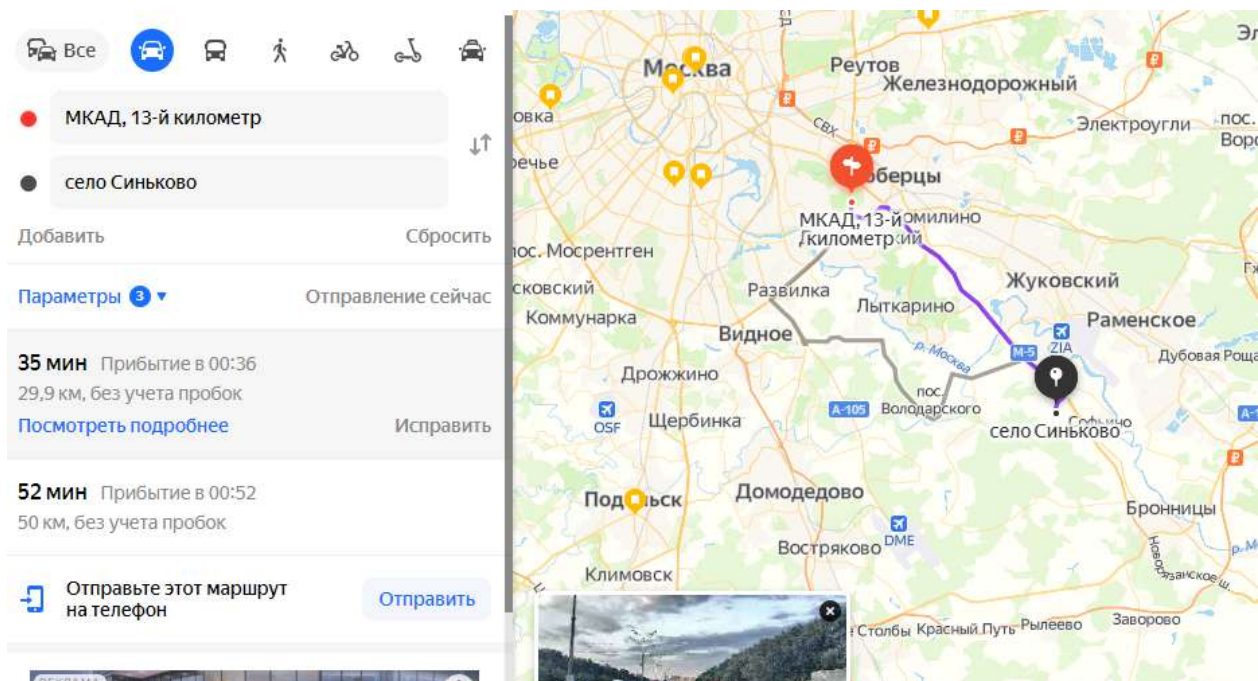 Все
МКАД, 13-й километр
село Синьково
Добавить
Сбросить
Параметры 3
Отправление сейчас
35 мин Прибытие в 00:36
29,9 км, без учета пробок
Посмотреть подробнее
Исправить
52 мин Прибытие в 00:52
50 км, без учета пробок
Отправьте этот маршрут
на телефон
Отправить
РЕКЛАМА
Москва
Реутов
Железнодорожный
Электроугли
пос.
СВХ
МКАД, 13-й
километр
пос. Мосрентген
Развилка
Жуковский
Лыткарино
Коммунарка
Видное
Раменское
р. Москва
М-5
ZIA
Дубовая Роща
Дрожжино
пос.
Володарского
А-105
OSF
Щербинка
Софьино
село Синьково
Подольск
Домодедово
Бронницы
DME
Востряково
Климовск
Новорязанское ш.
Столбы
Красный Путь
Рылеево
Заворово